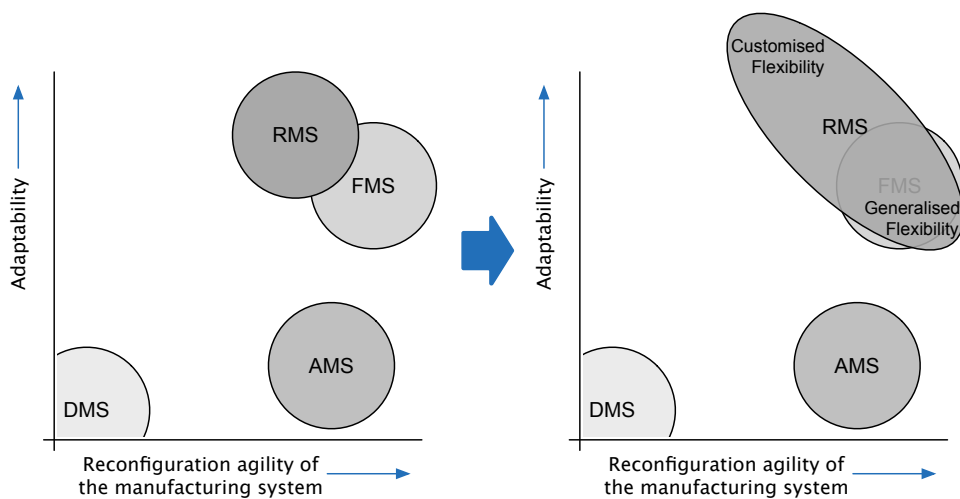 Adaptability
RMS
FMS
AMS
DMS
Reconfiguration agility of
the manufacturing system
Customised
Flexibility
Adaptability
RMS
FMS
Generalised
Flexibility
AMS
DMS
Reconfiguration agility of
the manufacturing system